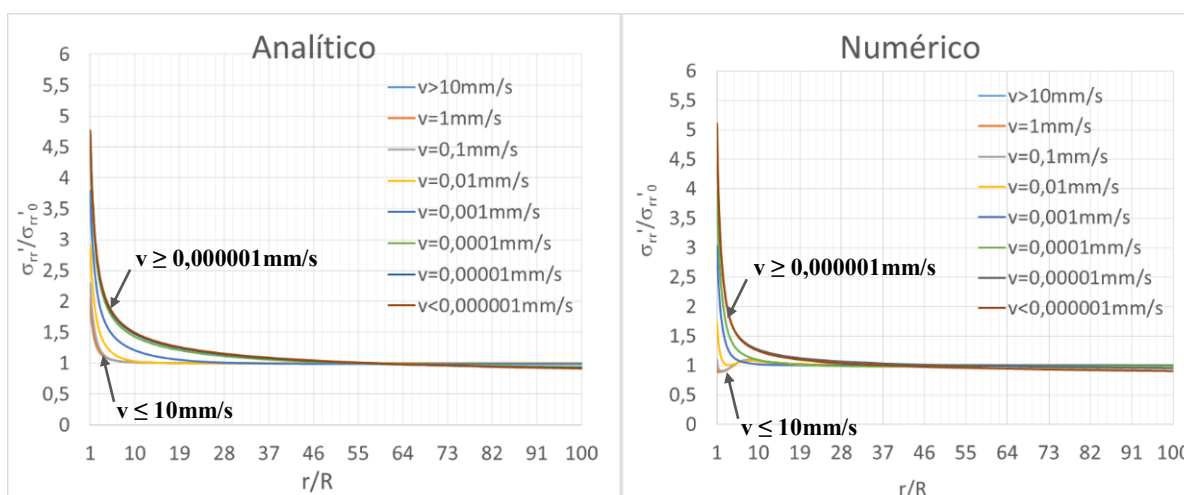 Analítico
6
5,5
5
4,5
4
3,5
3
2,5
2
1,5
1
0,5
0
σrr'/σrr'0
v>10mm/s
v=1mm/s
v=0,1mm/s
v=0,01mm/s
v=0,001mm/s
v=0,0001mm/s
v=0,00001mm/s
v<0,000001mm/s
v ≥ 0,000001mm/s
v ≤ 10mm/s
1 10 19 28 37 46 55 64 73 82 91 100
r/R
Numérico
6
5,5
5
4,5
4
3,5
3
2,5
2
1,5
1
0,5
0
σrr'/σrr'0
v>10mm/s
v=1mm/s
v=0,1mm/s
v=0,01mm/s
v=0,001mm/s
v=0,0001mm/s
v=0,00001mm/s
v<0,000001mm/s
v ≥ 0,000001mm/s
v ≤ 10mm/s
1 10 19 28 37 46 55 64 73 82 91 100
r/R